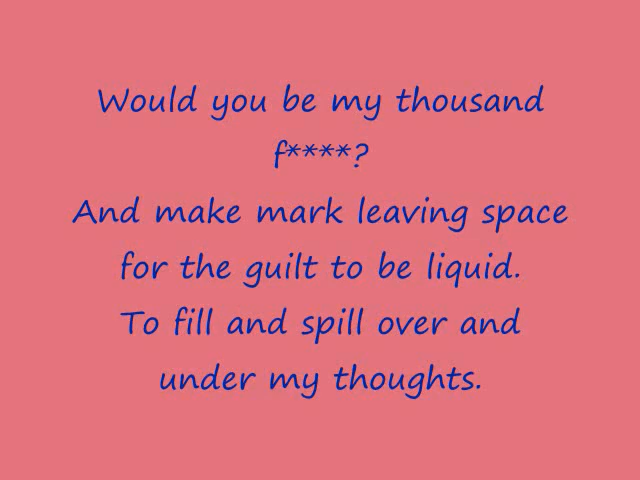 Would you be my thousand
f****?
And make mark leaving space
for the guilt to be liquid.
To fill and spill over and
under my thoughts.